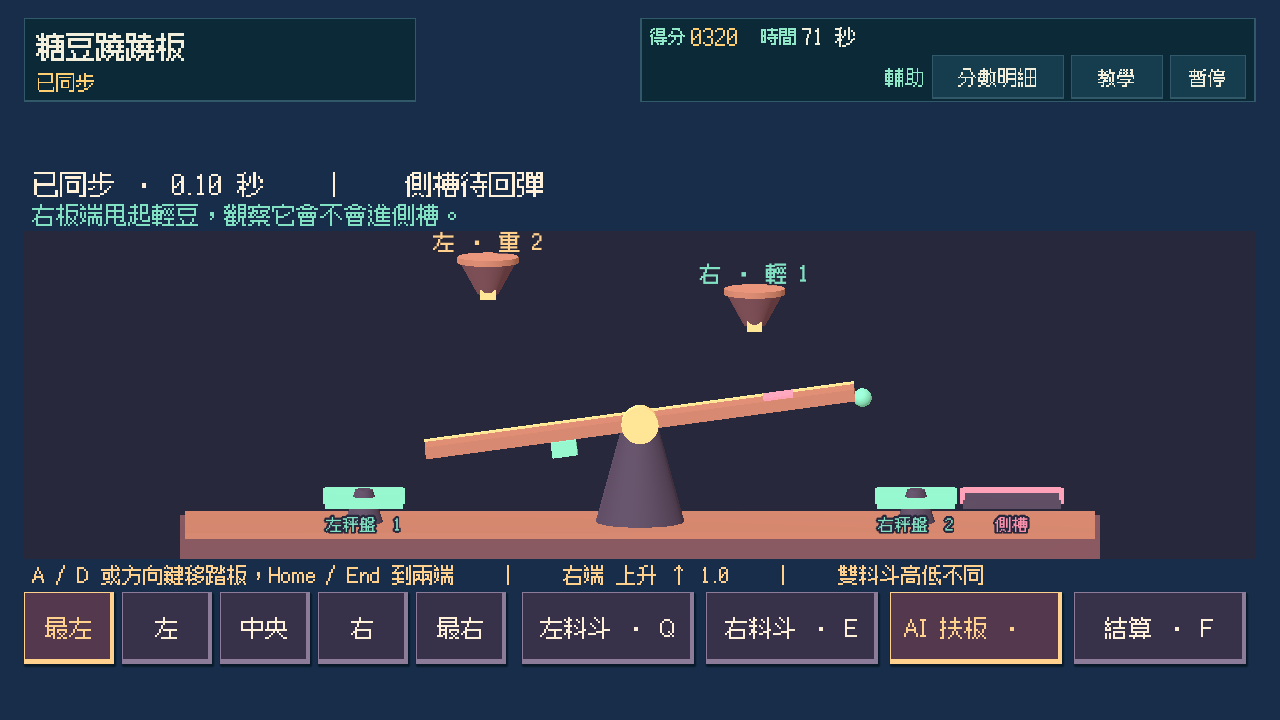 糖豆蹺蹺板
已同步
得分 0320 時間 71 秒
輔助 分數明細 教學 暫停
已同步 · 0.10 秒 | 側槽待回彈
右板端甩起輕豆，觀察它會不會進側槽。
左 · 重 2
右 · 輕 1
左秤盤 1
右秤盤 2
側槽
A / D 或方向鍵移踏板，Home / End 到兩端 | 右端 上升 ↑ 1.0 | 雙料斗高低不同
最左 左 中央 右 最右 左料斗 · Q 右料斗 · E AI 扶板 · 結算 · F